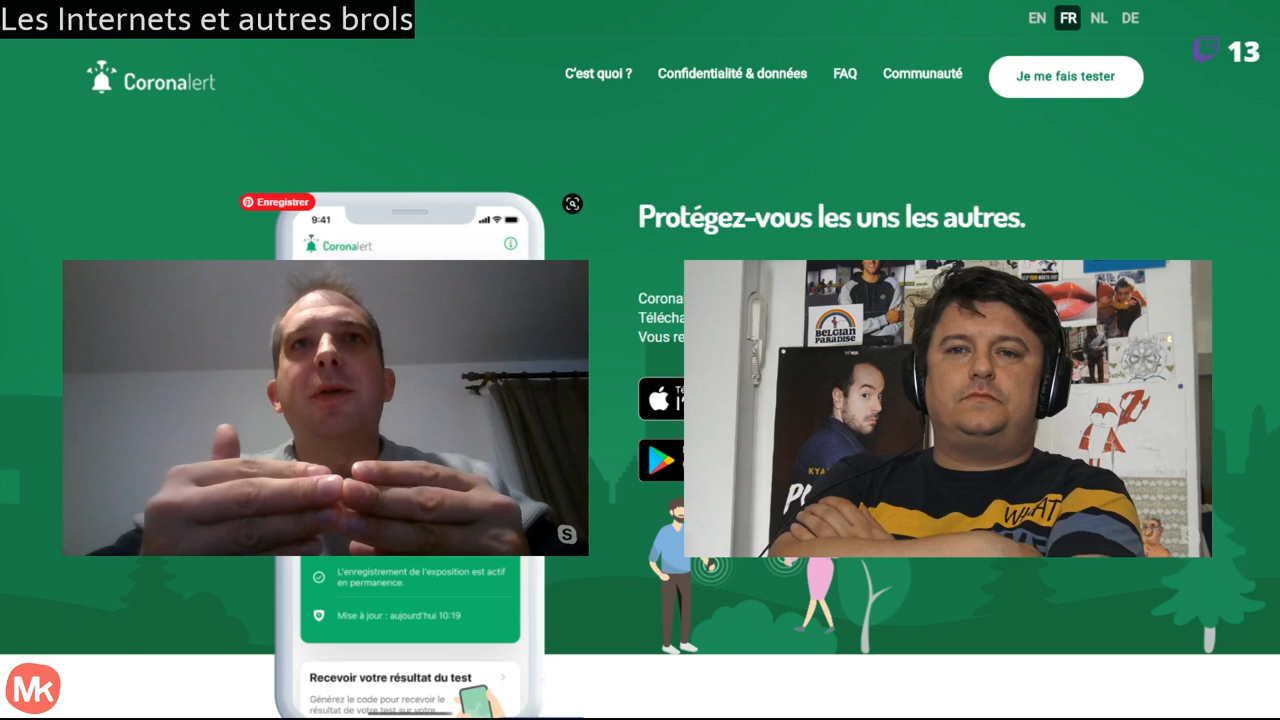 Les Internets et autres brols
EN FR NL DE
13
Coronalert
C'est quoi ? Confidentialité & données FAQ Communauté Je me fais tester
Enregistrer
9:41
Coronalert
Protégez-vous les uns les autres.
Corona
Télécha
Vous re
BELGIAN
PARADISE
KYA
WHAT
L'enregistrement de l'exposition est actif
en permanence.
Mise à jour : aujourd'hui 10:19
Recevoir votre résultat du test
Générez le code pour recevoir le
résultat de votre test sur votre
Mk